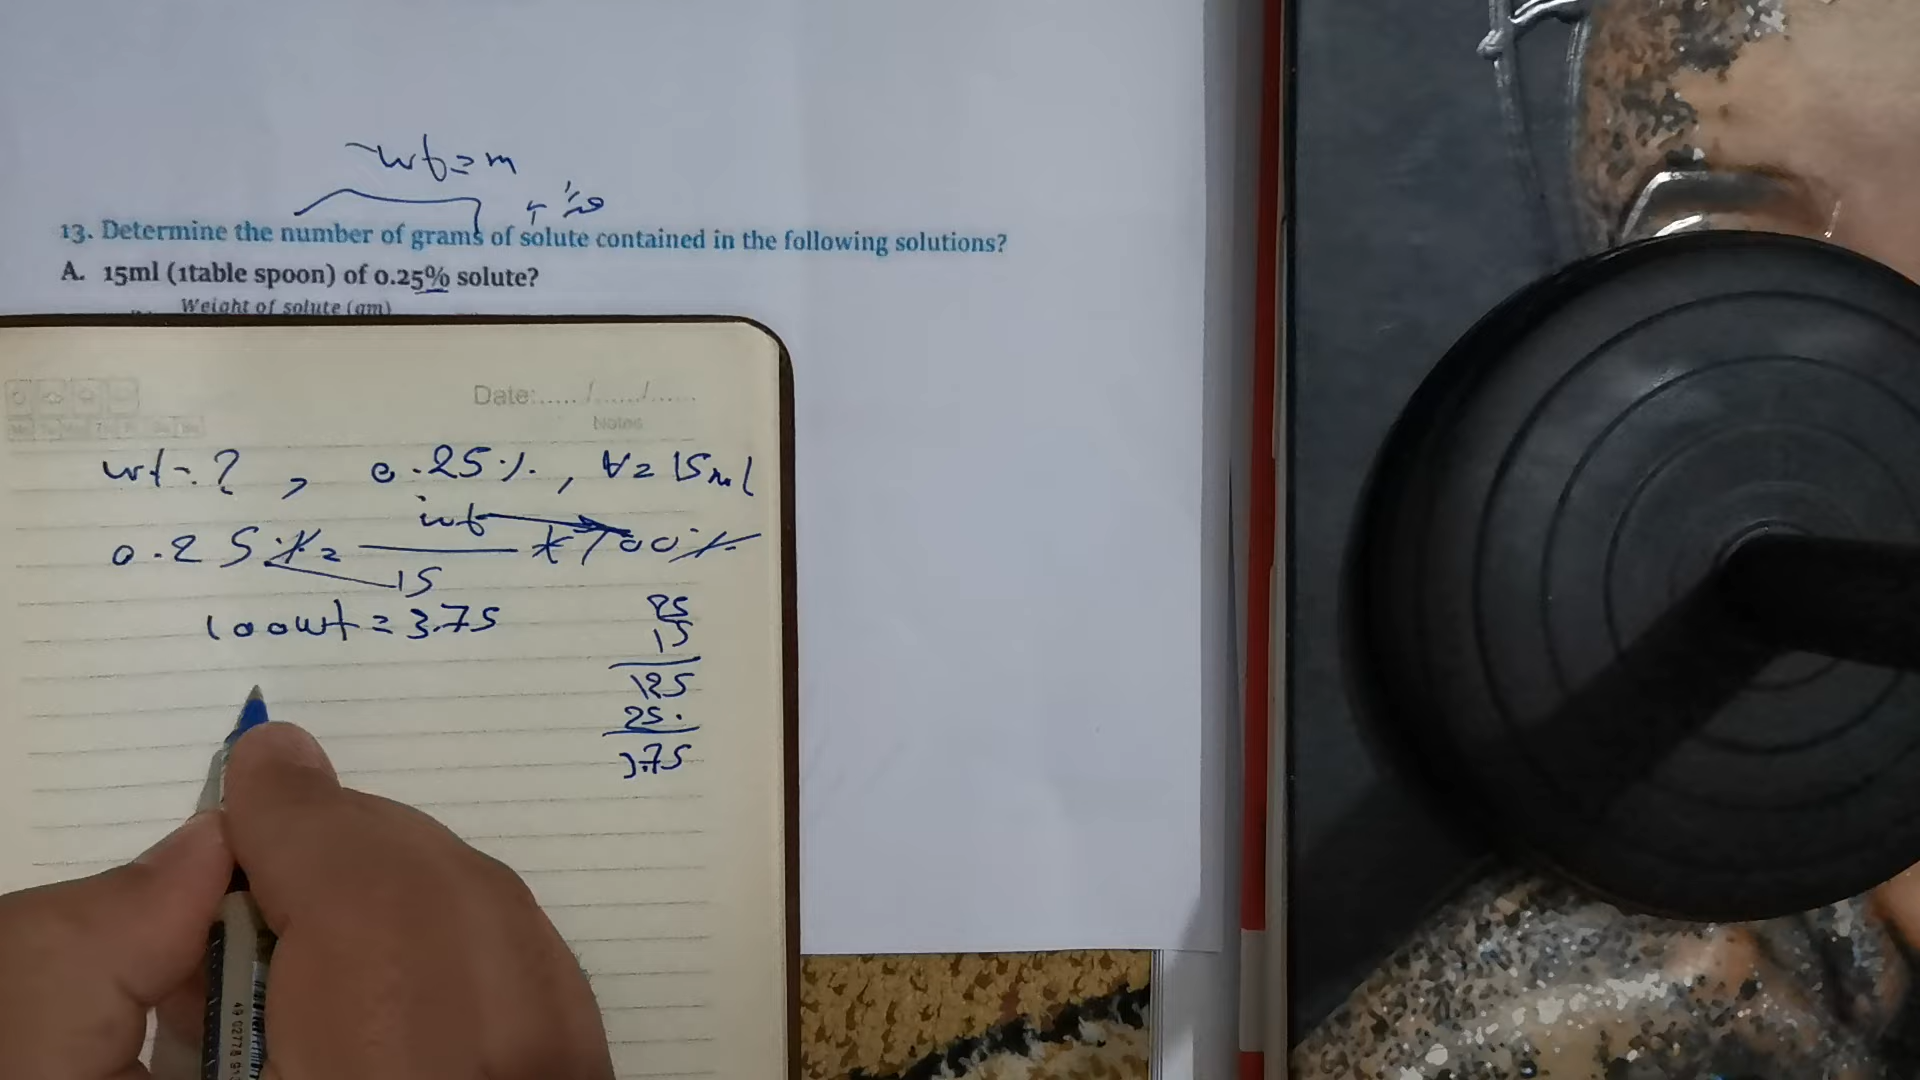 wt=m
13. Determine the number of grams of solute contained in the following solutions?
A. 15ml (1table spoon) of 0.25% solute?
Weight of solute (gm)
Date:...../....../......
Notes
wt=? , 0.25% , V=15ml
0.25%= wt/15 *100%
100wt=3.75
25
15
125
25.
3.75